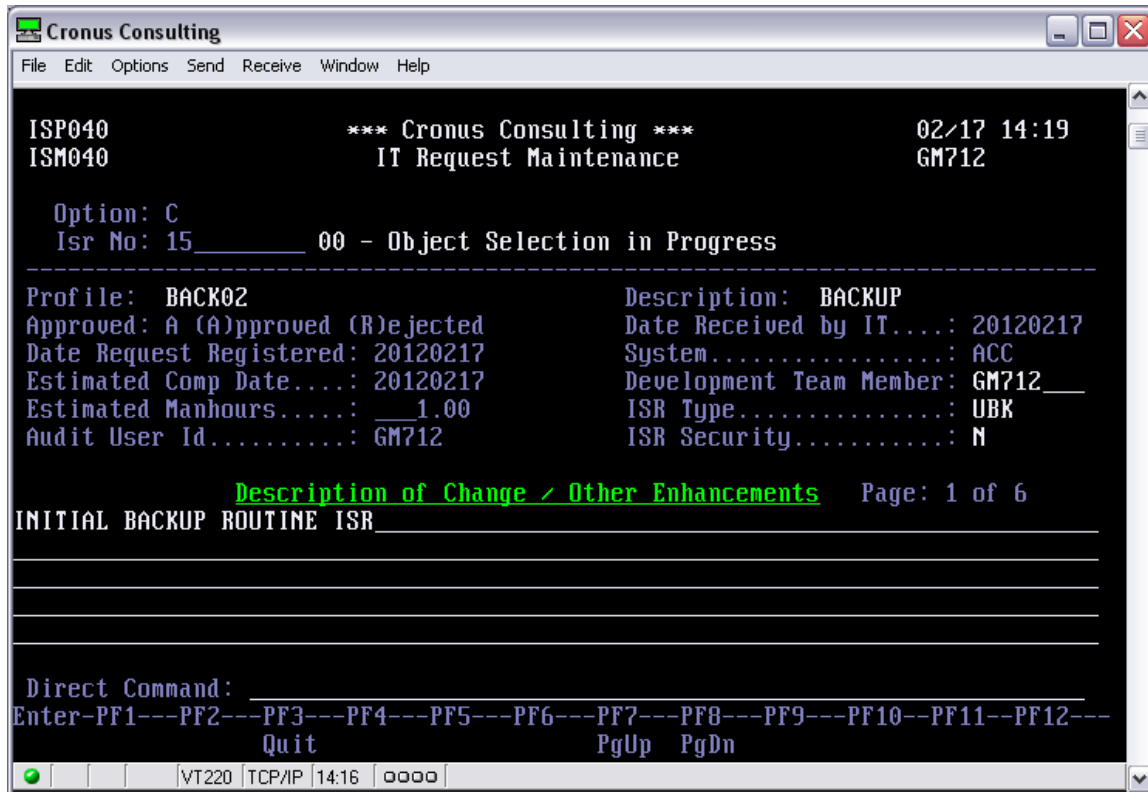 Cronus Consulting
File Edit Options Send Receive Window Help
ISP040 *** Cronus Consulting *** 02/17 14:19
ISM040 IT Request Maintenance GM712
Option: C
Isr No: 15________ 00 - Object Selection in Progress
Profile: BACK02 Description: BACKUP
Approved: A (A)pproved (R)ejected Date Received by IT....: 20120217
Date Request Registered: 20120217 System.................: ACC
Estimated Comp Date....: 20120217 Development Team Member: GM712___
Estimated Manhours.....: ___1.00 ISR Type...............: UBK
Audit User Id..........: GM712 ISR Security...........: N
Description of Change / Other Enhancements Page: 1 of 6
INITIAL BACKUP ROUTINE ISR
Direct Command:
Enter-PF1---PF2---PF3---PF4---PF5---PF6---PF7---PF8---PF9---PF10--PF11--PF12---
Quit PgUp PgDn
VT220 TCP/IP 14:16